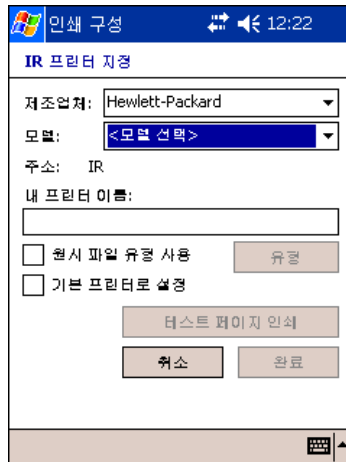 인쇄 구성 12:22
IR 프린터 지정
제조업체: Hewlett-Packard
모델: <모델 선택>
주소: IR
내 프린터 이름:
원시 파일 유형 사용 유형
기본 프린터로 설정
테스트 페이지 인쇄
취소 완료